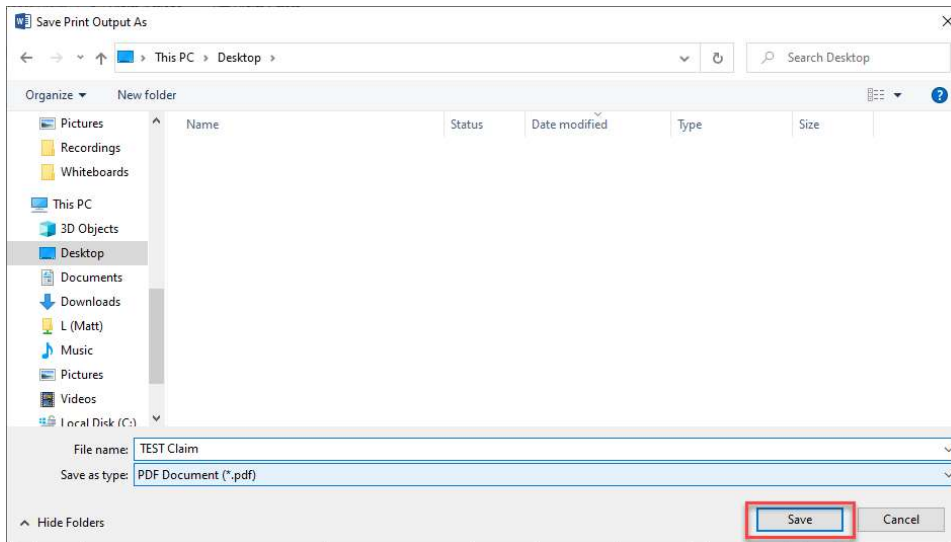 Save Print Output As
This PC > Desktop >
Search Desktop
Organize
New folder
Name
Status
Date modified
Type
Size
Pictures
Recordings
Whiteboards
This PC
3D Objects
Desktop
Documents
Downloads
L (Matt)
Music
Pictures
Videos
Local Disk (C:)
File name: TEST Claim
Save as type: PDF Document (*.pdf)
Hide Folders
Save
Cancel